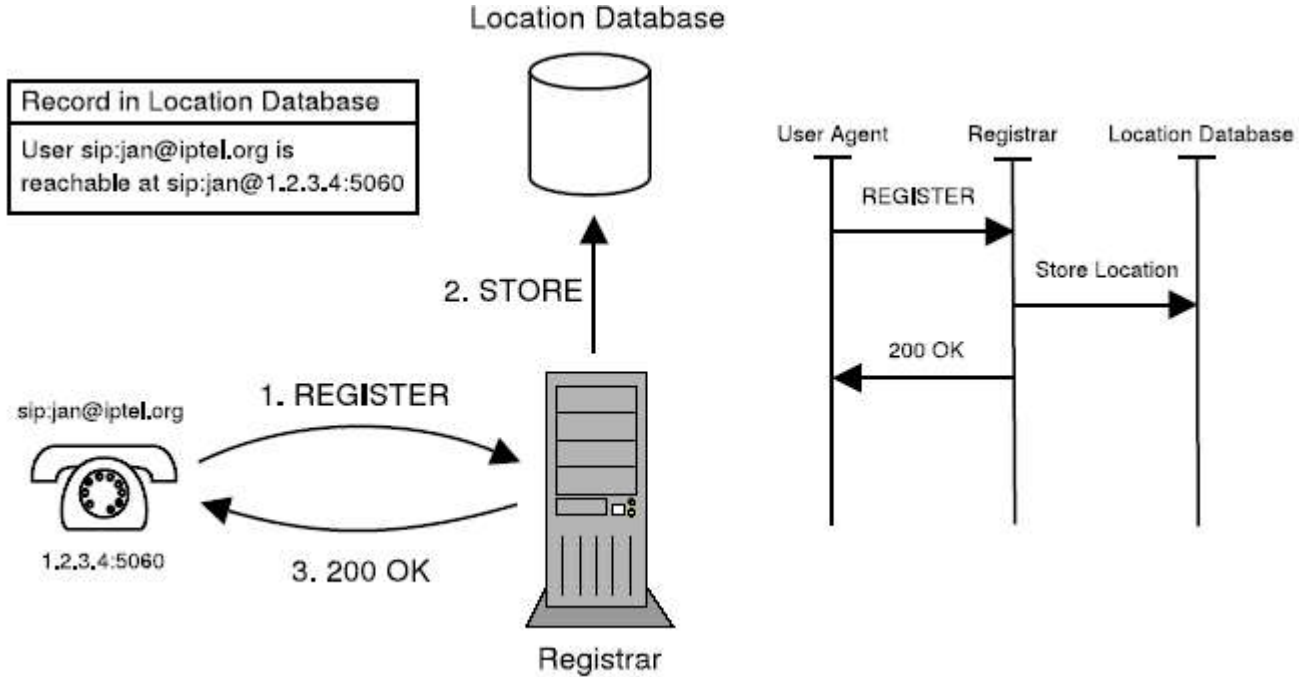 Location Database
Record in Location Database
User sip:jan@iptel.org is
reachable at sip:jan@1.2.3.4:5060
2. STORE
1. REGISTER
sip:jan@iptel.org
1.2.3.4:5060
3. 200 OK
Registrar
User Agent
Registrar
Location Database
REGISTER
Store Location
200 OK